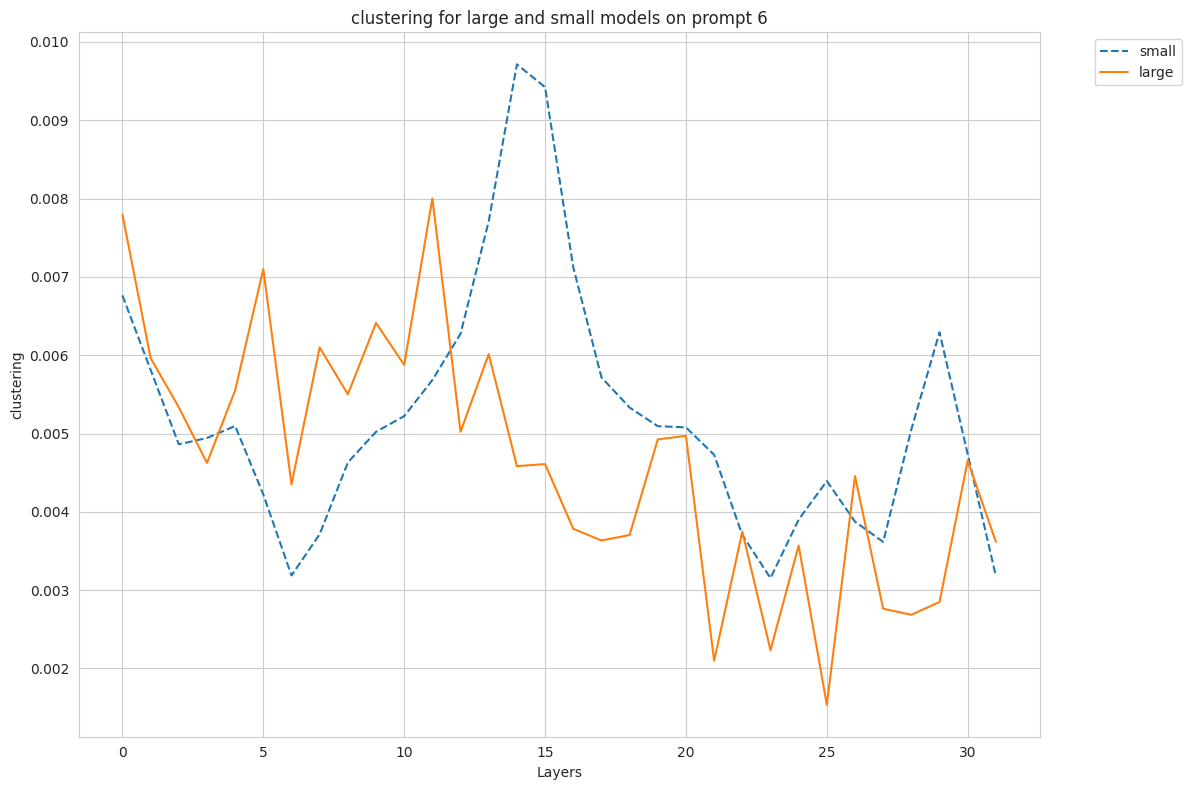 clustering for large and small models on prompt 6
small
large
0.010
0.009
0.008
0.007
0.006
0.005
0.004
0.003
0.002
clustering
0 5 10 15 20 25 30
Layers